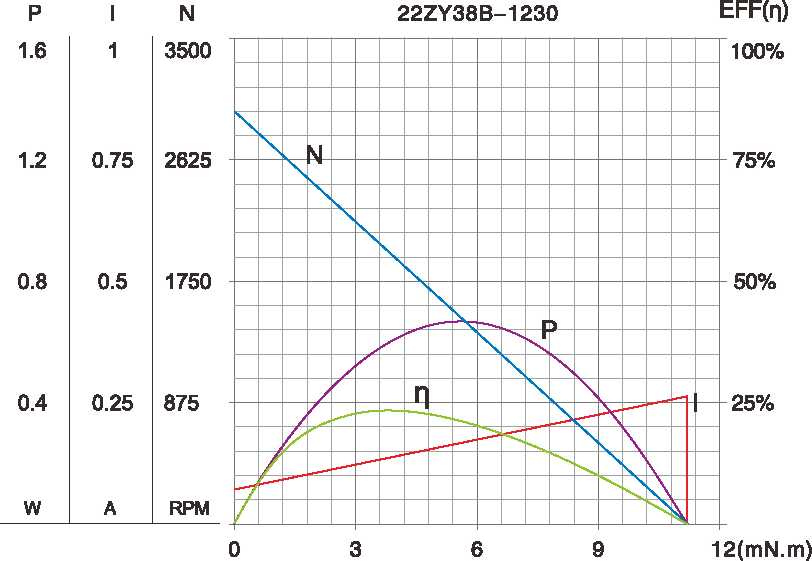 P I N 22ZY38B-1230 EFF(η)
1.6 1 3500 100%
N
1.2 0.75 2625 75%
0.8 0.5 1750 50%
P
η
0.4 0.25 875 25%
I
W A RPM
0 3 6 9 12(mN.m)